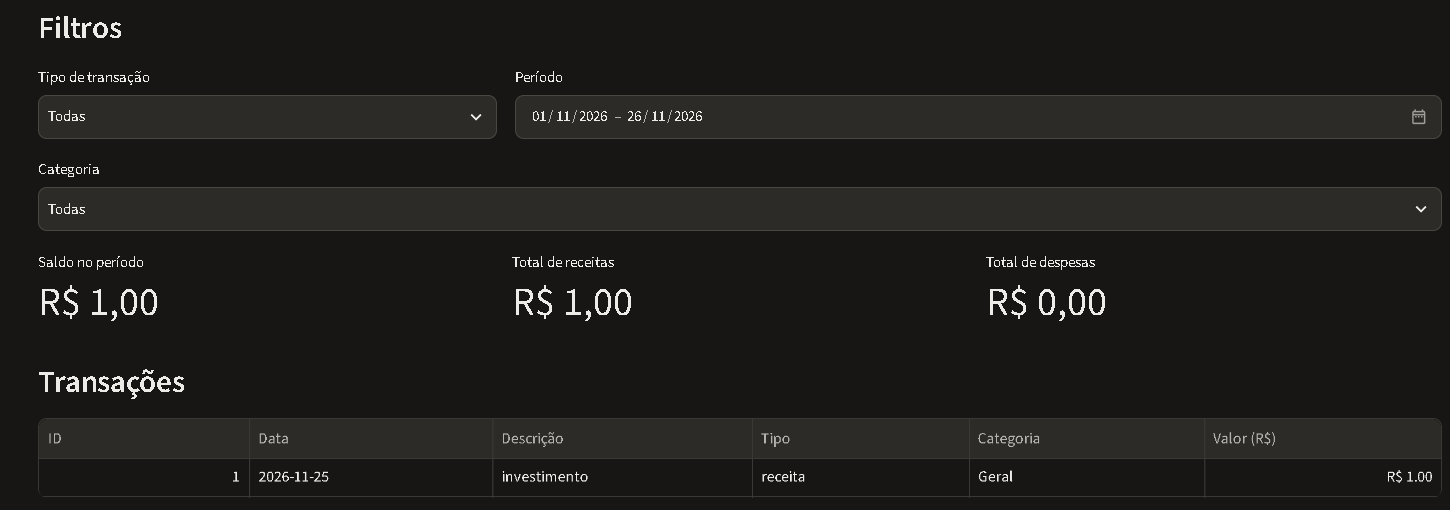 Filtros
Tipo de transação Período
Todas 01/11/2026 – 26/11/2026
Categoria
Todas
Saldo no período Total de receitas Total de despesas
R$ 1,00 R$ 1,00 R$ 0,00
Transações
ID Data Descrição Tipo Categoria Valor (R$)
1 2026-11-25 investimento receita Geral R$ 1.00